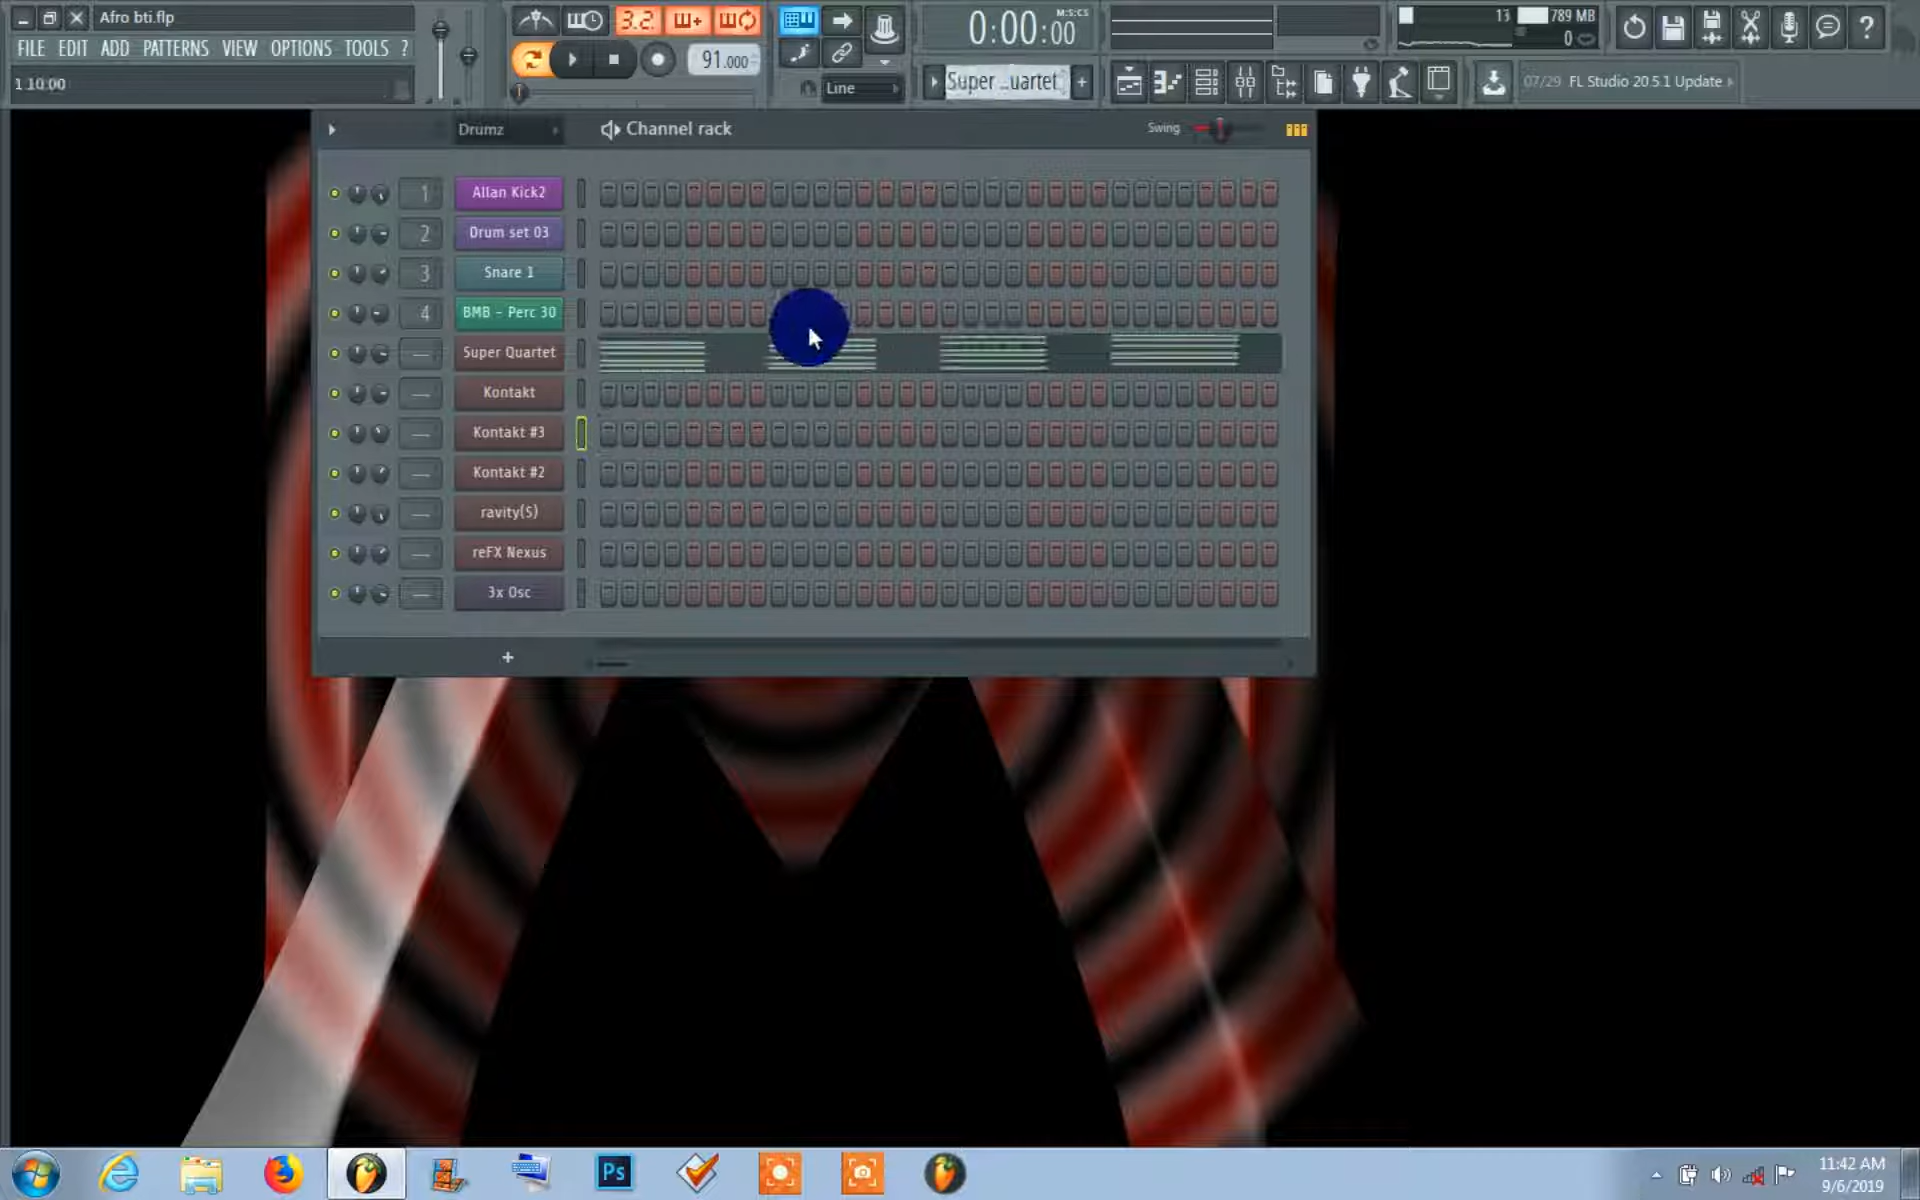 Afro bti.flp
FILE EDIT ADD PATTERNS VIEW OPTIONS TOOLS ?
1.10:00
3.2.
91.000
Line
0:00:00
M:S:CS
Super ..uartet
+
13
789 MB
0
07/29 FL Studio 20.5.1 Update
Drumz
Channel rack
Swing
1 Allan Kick2
2 Drum set 03
3 Snare 1
4 BMB - Perc 30
Super Quartet
Kontakt
Kontakt #3
Kontakt #2
ravity(S)
reFX Nexus
3x Osc
+
Ps
11:42 AM
9/6/2019